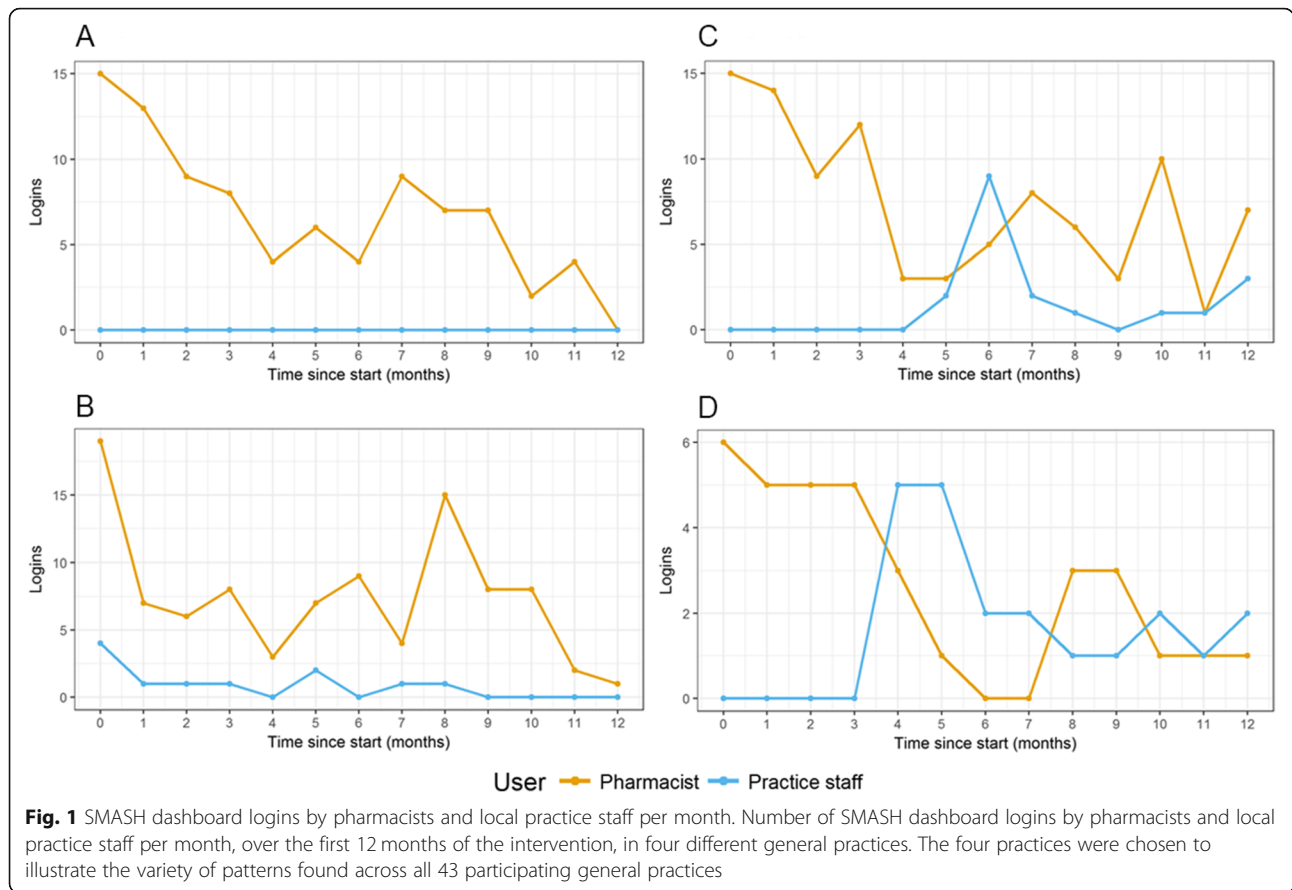 A
15
10
5
0
Logins
0 1 2 3 4 5 6 7 8 9 10 11 12
Time since start (months)
C
15
10
5
0
Logins
0 1 2 3 4 5 6 7 8 9 10 11 12
Time since start (months)
B
15
10
5
0
Logins
0 1 2 3 4 5 6 7 8 9 10 11 12
Time since start (months)
D
6
4
2
0
Logins
0 1 2 3 4 5 6 7 8 9 10 11 12
Time since start (months)
User Pharmacist Practice staff
Fig. 1 SMASH dashboard logins by pharmacists and local practice staff per month. Number of SMASH dashboard logins by pharmacists and local
practice staff per month, over the first 12 months of the intervention, in four different general practices. The four practices were chosen to
illustrate the variety of patterns found across all 43 participating general practices